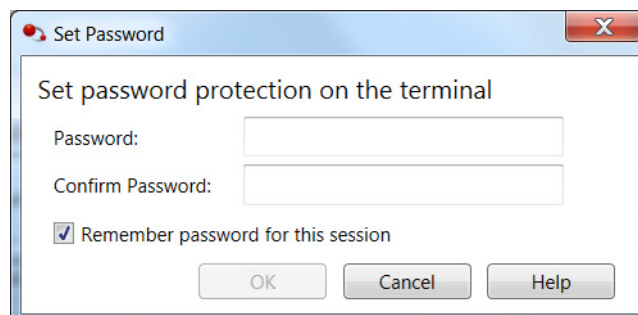 Set Password
Set password protection on the terminal
Password:
Confirm Password:
Remember password for this session
OK Cancel Help